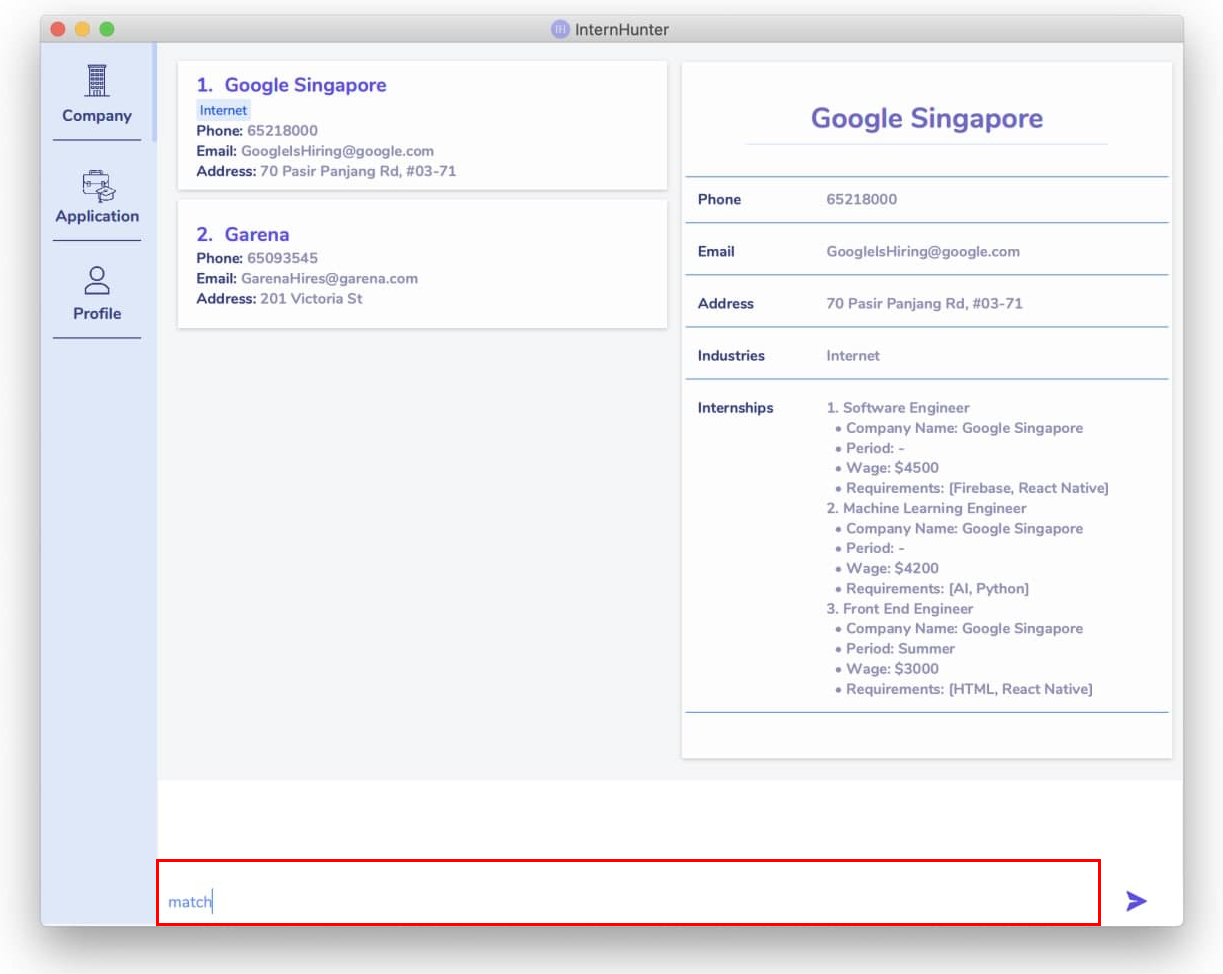 IH InternHunter
Company
Application
Profile
1. Google Singapore
Internet
Phone: 65218000
Email: GoogleIsHiring@google.com
Address: 70 Pasir Panjang Rd, #03-71
2. Garena
Phone: 65093545
Email: GarenaHires@garena.com
Address: 201 Victoria St
Google Singapore
Phone 65218000
Email GoogleIsHiring@google.com
Address 70 Pasir Panjang Rd, #03-71
Industries Internet
Internships 1. Software Engineer
• Company Name: Google Singapore
• Period: -
• Wage: $4500
• Requirements: [Firebase, React Native]
2. Machine Learning Engineer
• Company Name: Google Singapore
• Period: -
• Wage: $4200
• Requirements: [AI, Python]
3. Front End Engineer
• Company Name: Google Singapore
• Period: Summer
• Wage: $3000
• Requirements: [HTML, React Native]
match